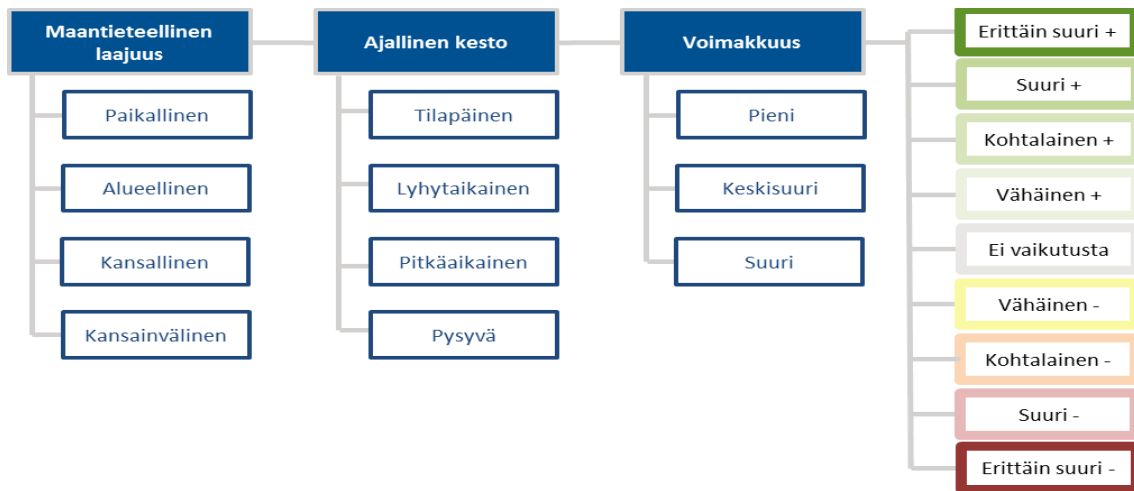 Maantieteellinen
laajuus
Paikallinen
Alueellinen
Kansallinen
Kansainvälinen
Ajallinen kesto
Tilapäinen
Lyhytaikainen
Pitkäaikainen
Pysyvä
Voimakkuus
Pieni
Keskisuuri
Suuri
Erittäin suuri +
Suuri +
Kohtalainen +
Vähäinen +
Ei vaikutusta
Vähäinen -
Kohtalainen -
Suuri -
Erittäin suuri -